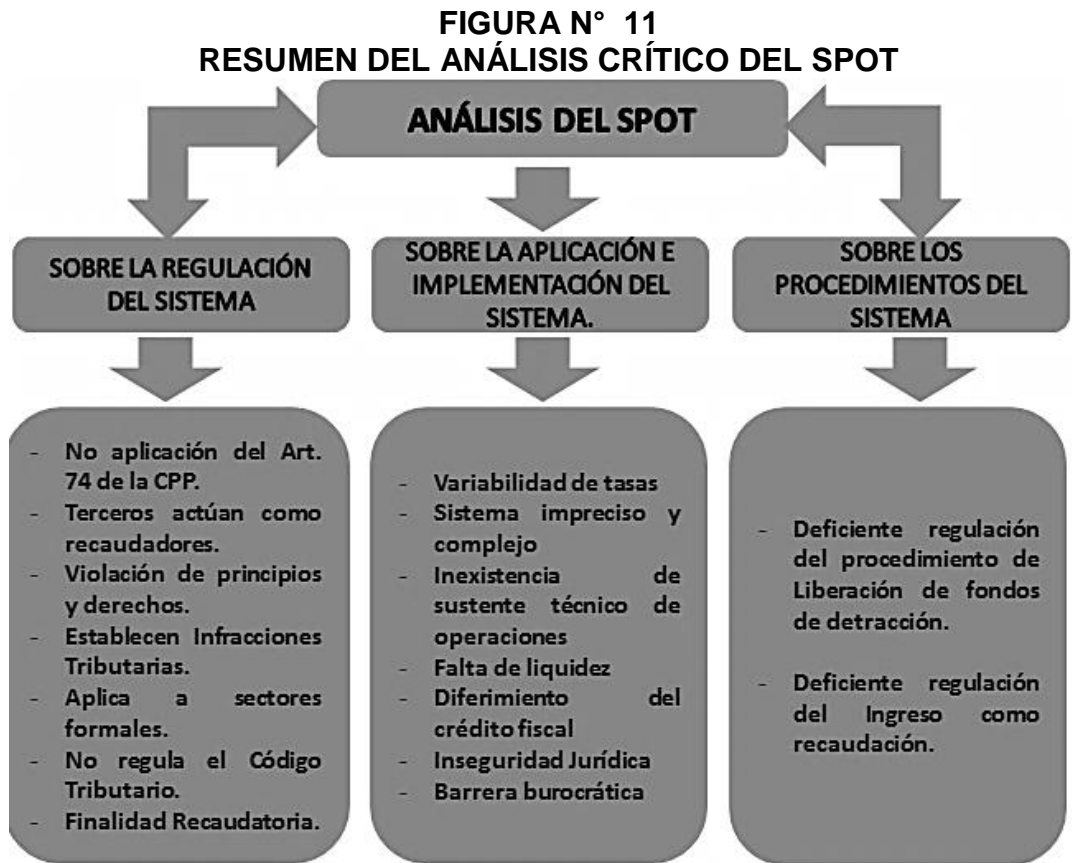 FIGURA N° 11
RESUMEN DEL ANÁLISIS CRÍTICO DEL SPOT
ANÁLISIS DEL SPOT
SOBRE LA REGULACIÓN
DEL SISTEMA
SOBRE LA APLICACIÓN E
IMPLEMENTACIÓN DEL
SISTEMA.
SOBRE LOS
PROCEDIMIENTOS DEL
SISTEMA
- No aplicación del Art.
74 de la CPP.
- Terceros actúan como
recaudadores.
- Violación de principios
y derechos.
- Establecen Infracciones
Tributarias.
- Aplica a sectores
formales.
- No regula el Código
Tributario.
- Finalidad Recaudatoria.
- Variabilidad de tasas
- Sistema impreciso y
complejo
- Inexistencia de
sustente técnico de
operaciones
- Falta de liquidez
- Diferimiento del
crédito fiscal
- Inseguridad Jurídica
- Barrera burocrática
- Deficiente regulación
del procedimiento de
Liberación de fondos
de detracción.
- Deficiente regulación
del Ingreso como
recaudación.